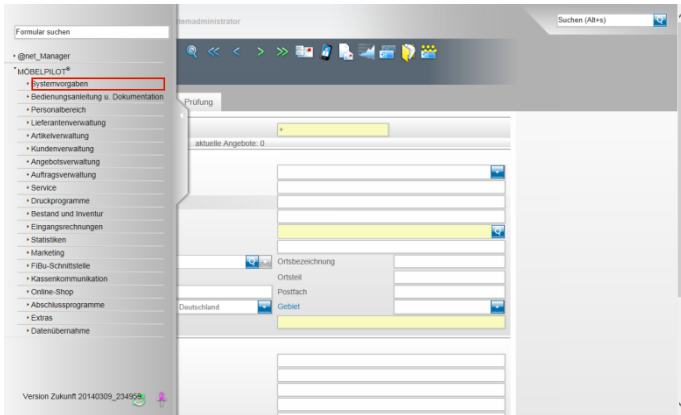 temadministrator
Suchen (Alt+s)
Formular suchen
@net_Manager
MÖBELPILOT®
Systemvorgaben
Bedienungsanleitung u. Dokumentation
Personalbereich
Lieferantenverwaltung
Artikelverwaltung
Kundenverwaltung
Angebotsverwaltung
Auftragsverwaltung
Service
Druckprogramme
Bestand und Inventur
Eingangsrechnungen
Statistiken
Marketing
FiBu-Schnittstelle
Kassenkommunikation
Online-Shop
Abschlussprogramme
Extras
Datenübernahme
Version Zukunft 20140309_234959
Prüfung
*
aktuelle Angebote: 0
Ortsbezeichnung
Ortsteil
Postfach
Deutschland
Gebiet